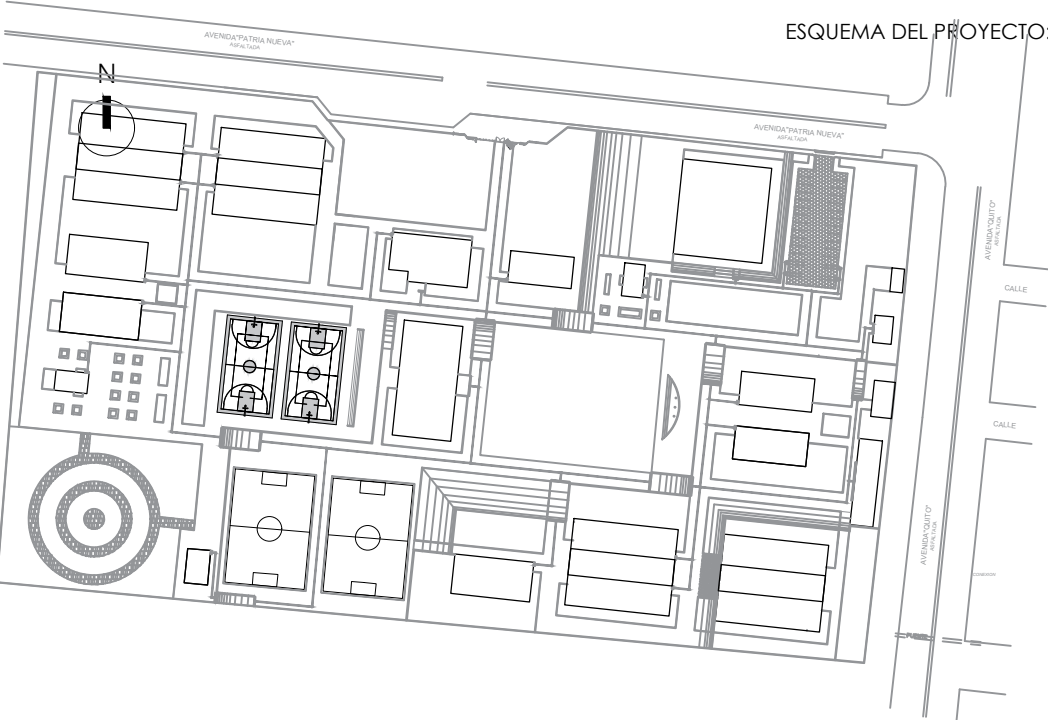 ESQUEMA DEL PROYECTO:
AVENIDA"PATRIA NUEVA"
ASFALTADA
N
AVENIDA"PATRIA NUEVA"
ASFALTADA
AVENIDA"QUITO"
ASFALTADA
CALLE
CALLE
AVENIDA"QUITO"
ASFALTADA